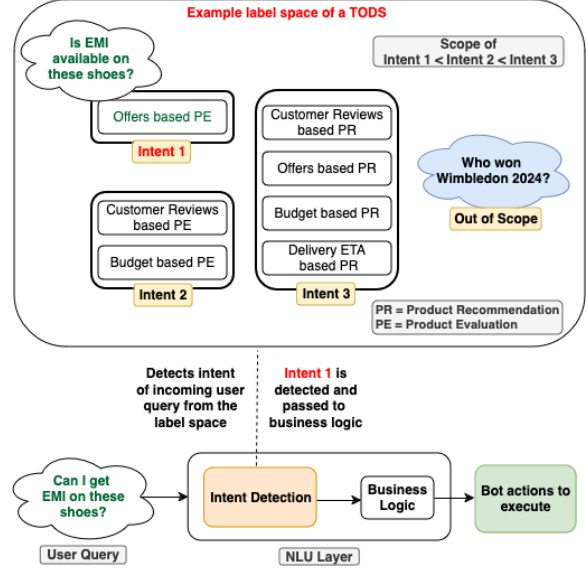 Example label space of a TODS
Is EMI
available on
these shoes?
Scope of
Intent 1 < Intent 2 < Intent 3
Offers based PE
Intent 1
Customer Reviews
based PE
Budget based PE
Intent 2
Customer Reviews
based PR
Offers based PR
Budget based PR
Delivery ETA
based PR
Intent 3
Who won
Wimbledon 2024?
Out of Scope
PR = Product Recommendation
PE = Product Evaluation
Detects intent
of incoming user
query from the
label space
Intent 1 is
detected and
passed to
business logic
Can I get
EMI on these
shoes?
User Query
Intent Detection
Business
Logic
NLU Layer
Bot actions to
execute